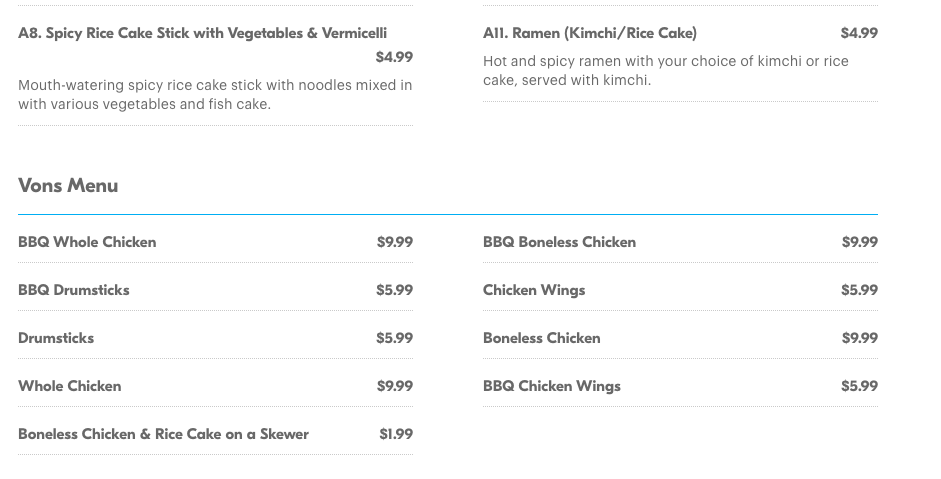 A8. Spicy Rice Cake Stick with Vegetables & Vermicelli
$4.99
Mouth-watering spicy rice cake stick with noodles mixed in
with various vegetables and fish cake.
A11. Ramen (Kimchi/Rice Cake) $4.99
Hot and spicy ramen with your choice of kimchi or rice
cake, served with kimchi.
Vons Menu
BBQ Whole Chicken $9.99
BBQ Boneless Chicken $9.99
BBQ Drumsticks $5.99
Chicken Wings $5.99
Drumsticks $5.99
Boneless Chicken $9.99
Whole Chicken $9.99
BBQ Chicken Wings $5.99
Boneless Chicken & Rice Cake on a Skewer $1.99